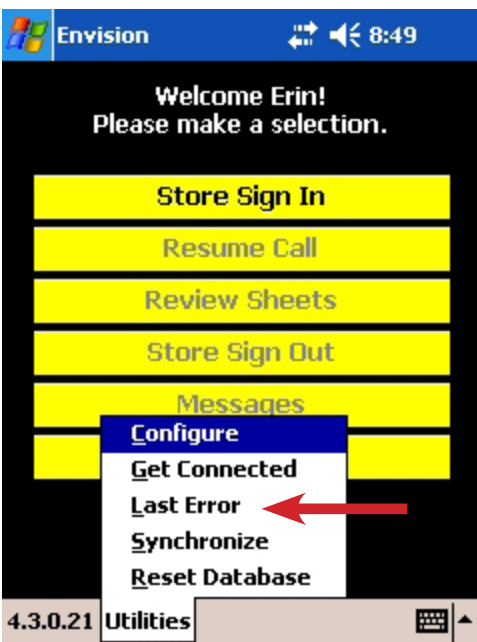 Envision 8:49
Welcome Erin!
Please make a selection.
Store Sign In
Resume Call
Review Sheets
Store Sign Out
Messages
Configure
Get Connected
Last Error
Synchronize
Reset Database
4.3.0.21 Utilities